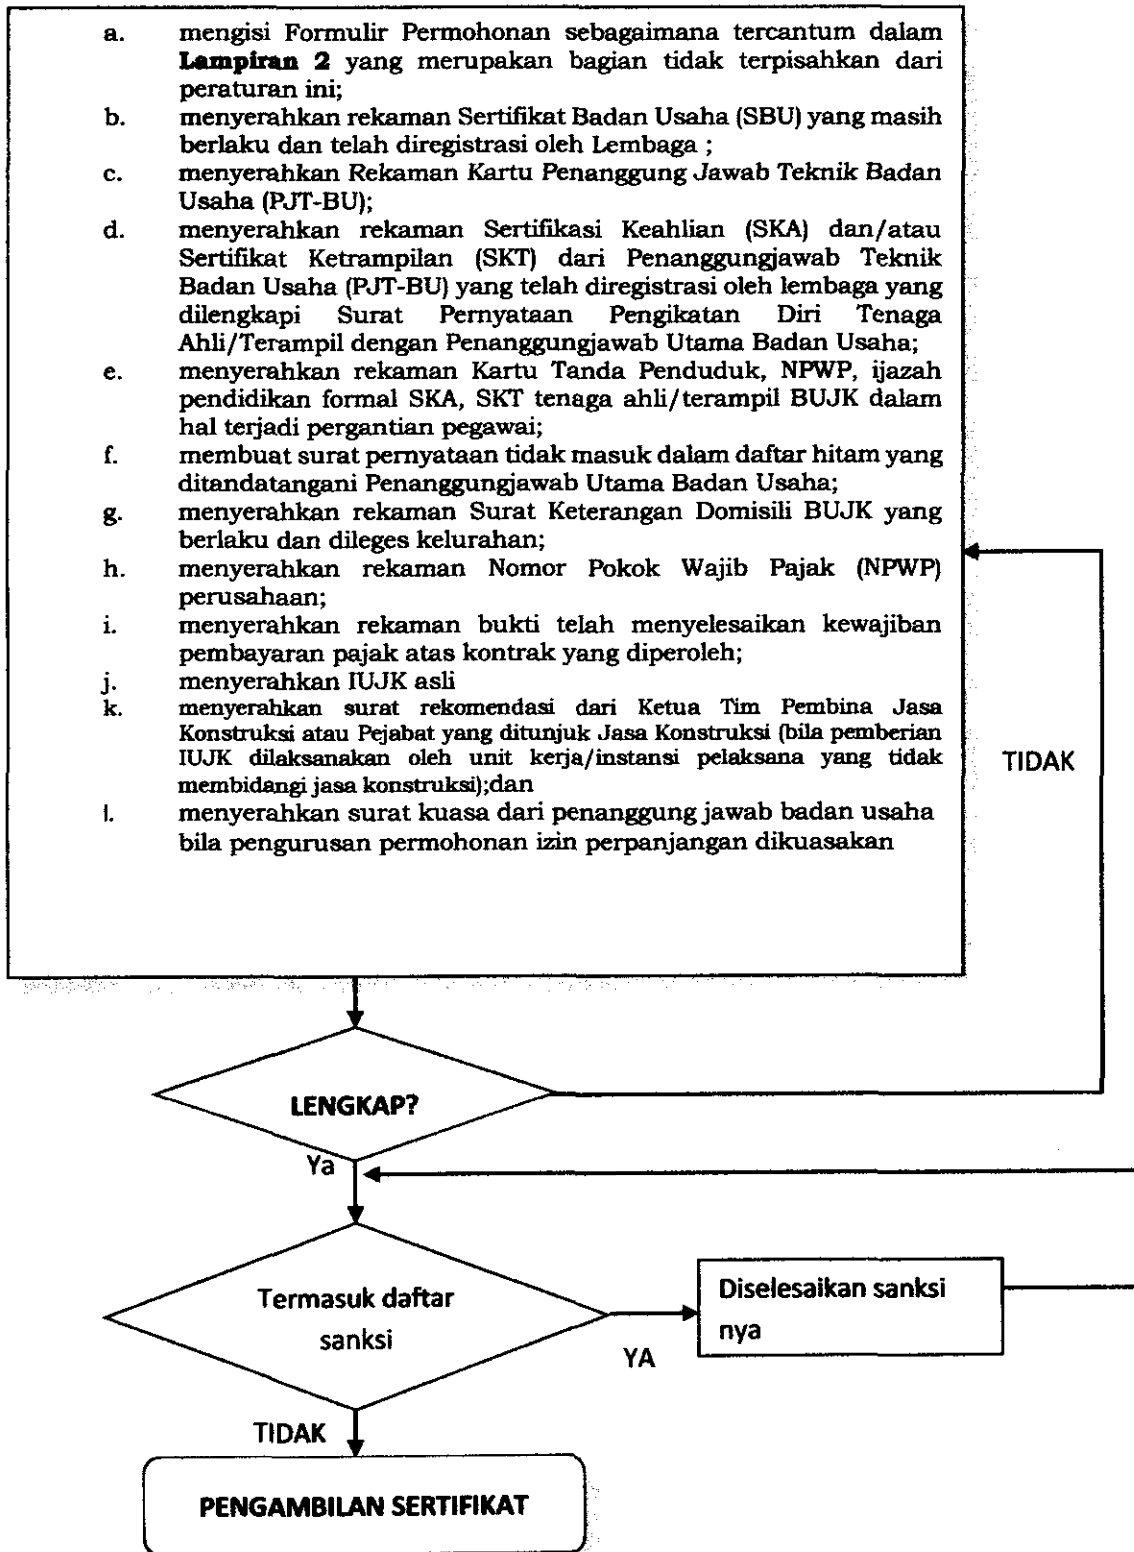 a. mengisi Formulir Permohonan sebagaimana tercantum dalam
Lampiran 2 yang merupakan bagian tidak terpisahkan dari
peraturan ini;
b. menyerahkan rekaman Sertifikat Badan Usaha (SBU) yang masih
berlaku dan telah diregistrasi oleh Lembaga ;
c. menyerahkan Rekaman Kartu Penanggung Jawab Teknik Badan
Usaha (PJT-BU);
d. menyerahkan rekaman Sertifikasi Keahlian (SKA) dan/atau
Sertifikat Ketrampilan (SKT) dari Penanggungjawab Teknik
Badan Usaha (PJT-BU) yang telah diregistrasi oleh lembaga yang
dilengkapi Surat Pernyataan Pengikatan Diri Tenaga
Ahli/Terampil dengan Penanggungjawab Utama Badan Usaha;
e. menyerahkan rekaman Kartu Tanda Penduduk, NPWP, ijazah
pendidikan formal SKA, SKT tenaga ahli/terampil BUJK dalam
hal terjadi pergantian pegawai;
f. membuat surat pernyataan tidak masuk dalam daftar hitam yang
ditandatangani Penanggungjawab Utama Badan Usaha;
g. menyerahkan rekaman Surat Keterangan Domisili BUJK yang
berlaku dan dileges kelurahan;
h. menyerahkan rekaman Nomor Pokok Wajib Pajak (NPWP)
perusahaan;
i. menyerahkan rekaman bukti telah menyelesaikan kewajiban
pembayaran pajak atas kontrak yang diperoleh;
j. menyerahkan IUJK asli
k. menyerahkan surat rekomendasi dari Ketua Tim Pembina Jasa
Konstruksi atau Pejabat yang ditunjuk Jasa Konstruksi (bila pemberian
IUJK dilaksanakan oleh unit kerja/instansi pelaksana yang tidak
membidangi jasa konstruksi);dan
l. menyerahkan surat kuasa dari penanggung jawab badan usaha
bila pengurusan permohonan izin perpanjangan dikuasakan
TIDAK
LENGKAP?
Ya
Termasuk daftar
sanksi
YA
Diselesaikan sanksi
nya
TIDAK
PENGAMBILAN SERTIFIKAT